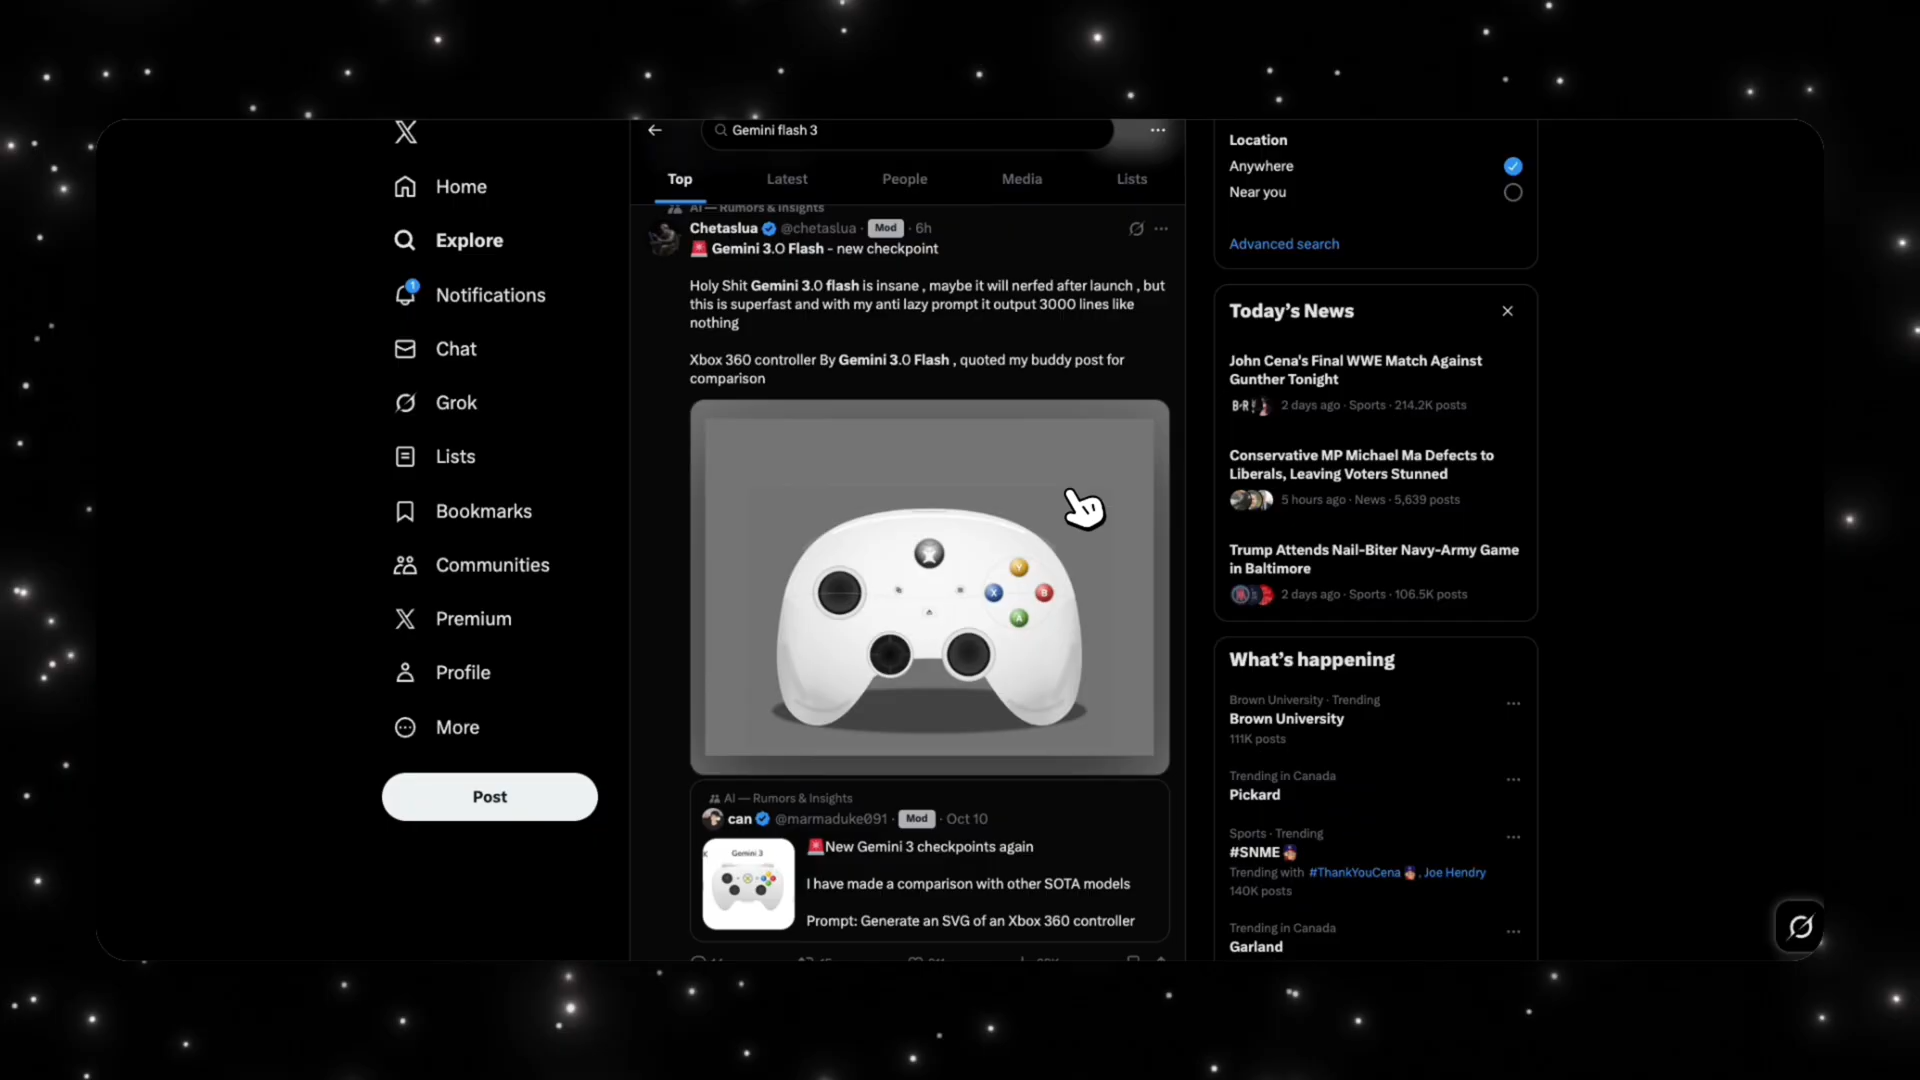 Home
Explore
1
Notifications
Chat
Grok
Lists
Bookmarks
Communities
Premium
Profile
More
Post
Gemini flash 3
Top
Latest
People
Media
Lists
AI — Rumors & Insights
Chetaslua @chetaslua · Mod · 6h
🚨 Gemini 3.0 Flash - new checkpoint
Holy Shit Gemini 3.0 flash is insane , maybe it will nerfed after launch , but
this is superfast and with my anti lazy prompt it output 3000 lines like
nothing
Xbox 360 controller By Gemini 3.0 Flash , quoted my buddy post for
comparison
Y
X
B
A
AI — Rumors & Insights
can @marmaduke091 · Mod · Oct 10
Gemini 3
🚨New Gemini 3 checkpoints again
I have made a comparison with other SOTA models
Prompt: Generate an SVG of an Xbox 360 controller
Location
Anywhere
Near you
Advanced search
Today's News
John Cena's Final WWE Match Against
Gunther Tonight
B/R
2 days ago · Sports · 214.2K posts
Conservative MP Michael Ma Defects to
Liberals, Leaving Voters Stunned
5 hours ago · News · 5,639 posts
Trump Attends Nail-Biter Navy-Army Game
in Baltimore
2 days ago · Sports · 106.5K posts
What's happening
Brown University · Trending
Brown University
111K posts
Trending in Canada
Pickard
Sports · Trending
#SNME
Trending with #ThankYouCena , Joe Hendry
140K posts
Trending in Canada
Garland